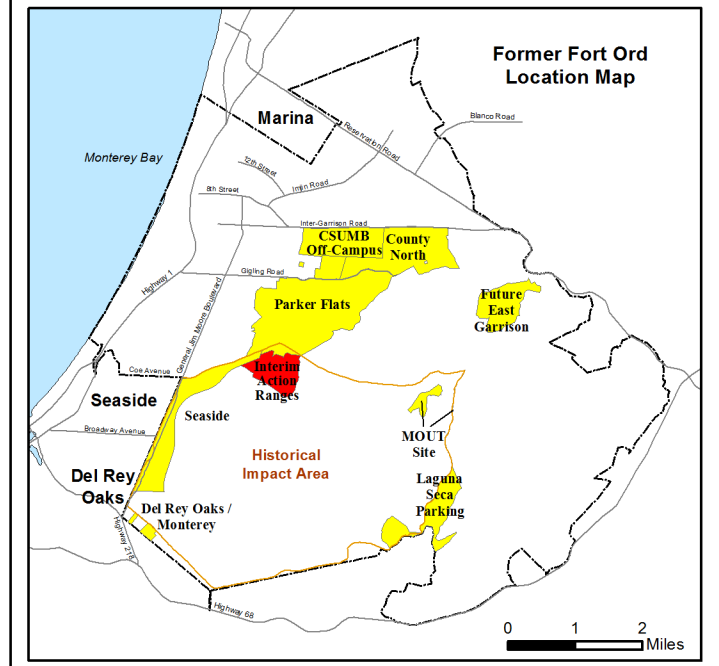 Former Fort Ord
Location Map
Marina
Blanco Road
Reservation Road
Monterey Bay
12th Street
Imjin Road
8th Street
Inter-Garrison Road
CSUMB
Off-Campus
County
North
Gigling Road
Highway 1
General Jim Moore Boulevard
Parker Flats
Future
East
Garrison
Coe Avenue
Interim
Action
Ranges
Seaside
Seaside
Broadway Avenue
MOUT
Site
Historical
Impact Area
Del Rey
Oaks
Laguna
Seca
Parking
Del Rey Oaks /
Monterey
Highway 218
Highway 68
0 1 2
Miles